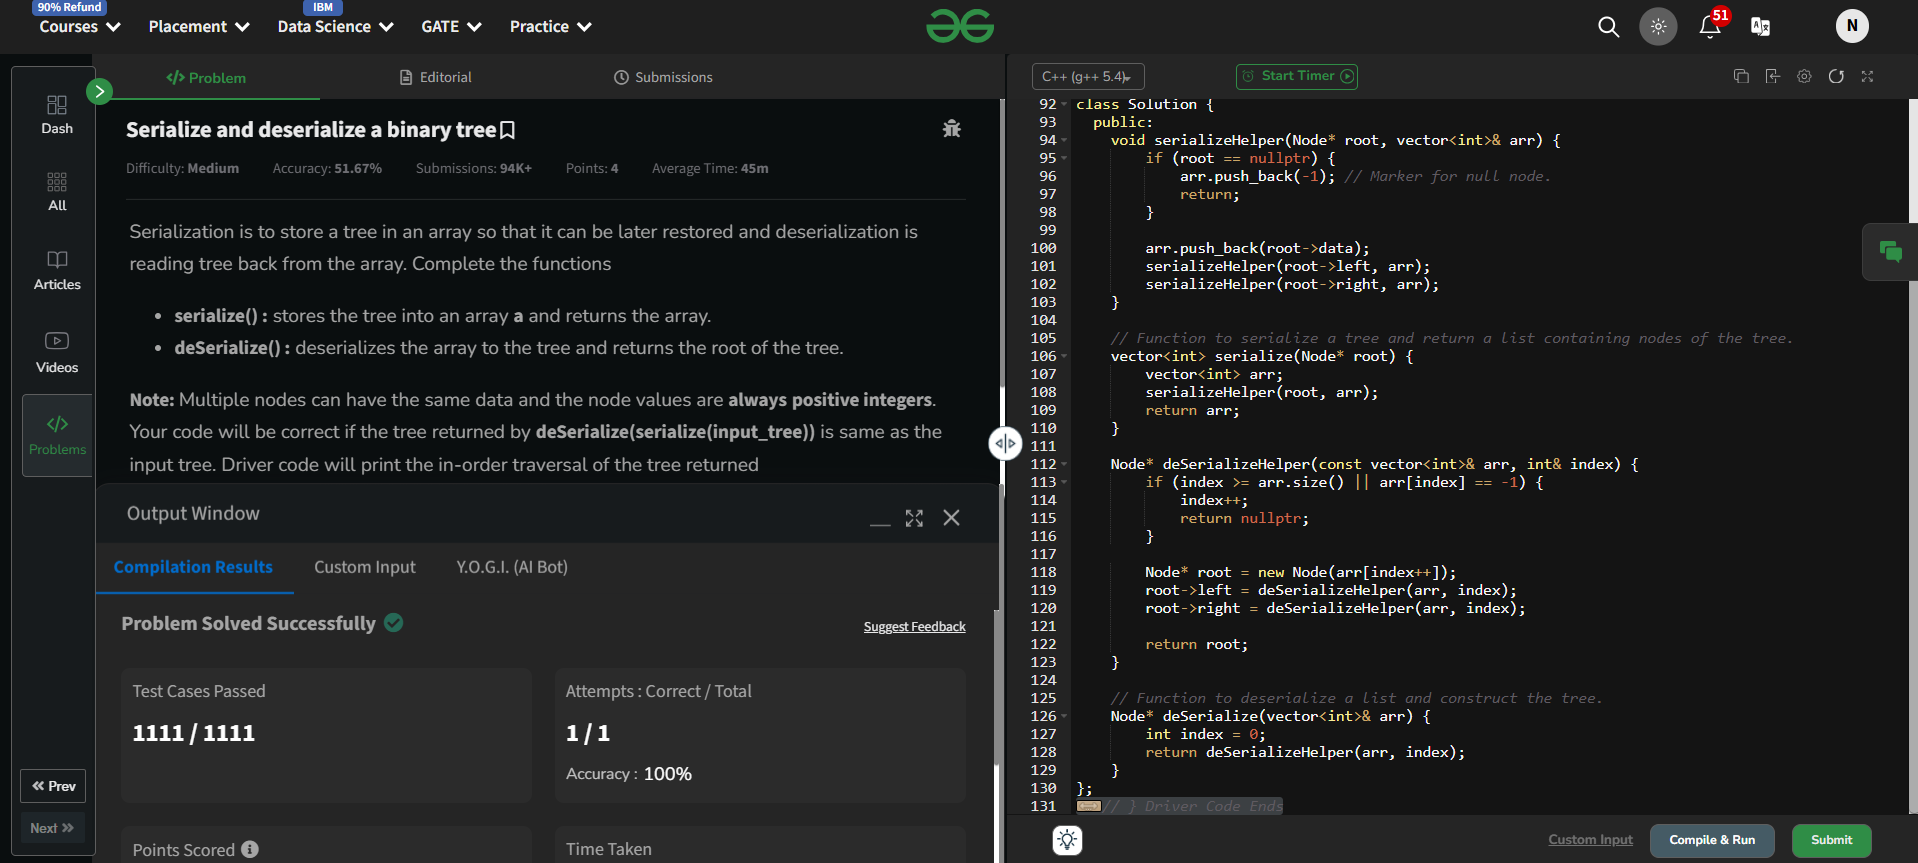 90% Refund
IBM
Courses Placement Data Science GATE Practice
51
N
Dash
All
Articles
Videos
Problems
Prev
Next
Problem Editorial Submissions
Serialize and deserialize a binary tree
Difficulty: Medium Accuracy: 51.67% Submissions: 94K+ Points: 4 Average Time: 45m
Serialization is to store a tree in an array so that it can be later restored and deserialization is
reading tree back from the array. Complete the functions
• serialize() : stores the tree into an array a and returns the array.
• deSerialize() : deserializes the array to the tree and returns the root of the tree.
Note: Multiple nodes can have the same data and the node values are always positive integers.
Your code will be correct if the tree returned by deSerialize(serialize(input_tree)) is same as the
input tree. Driver code will print the in-order traversal of the tree returned
Output Window
Compilation Results Custom Input Y.O.G.I. (AI Bot)
Problem Solved Successfully
Suggest Feedback
Test Cases Passed
1111 / 1111
Attempts : Correct / Total
1 / 1
Accuracy : 100%
Points Scored
Time Taken
C++ (g++ 5.4)
Start Timer
92 class Solution {
93   public:
94     void serializeHelper(Node* root, vector<int>& arr) {
95         if (root == nullptr) {
96             arr.push_back(-1); // Marker for null node.
97             return;
98         }
99
100         arr.push_back(root->data);
101         serializeHelper(root->left, arr);
102         serializeHelper(root->right, arr);
103     }
104
105     // Function to serialize a tree and return a list containing nodes of the tree.
106     vector<int> serialize(Node* root) {
107         vector<int> arr;
108         serializeHelper(root, arr);
109         return arr;
110     }
111
112     Node* deSerializeHelper(const vector<int>& arr, int& index) {
113         if (index >= arr.size() || arr[index] == -1) {
114             index++;
115             return nullptr;
116         }
117
118         Node* root = new Node(arr[index++]);
119         root->left = deSerializeHelper(arr, index);
120         root->right = deSerializeHelper(arr, index);
121
122         return root;
123     }
124
125     // Function to deserialize a list and construct the tree.
126     Node* deSerialize(vector<int>& arr) {
127         int index = 0;
128         return deSerializeHelper(arr, index);
129     }
130 };
131 // } Driver Code Ends
Custom Input Compile & Run Submit